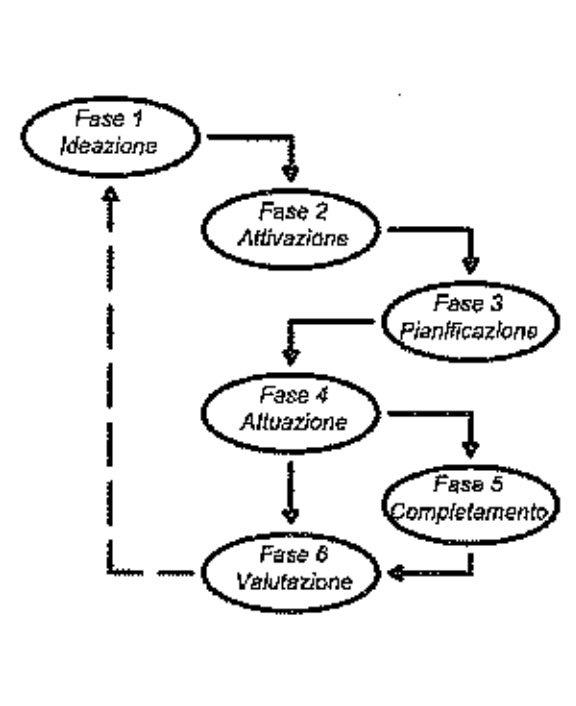 Fase 1
Ideazione
Fase 2
Attivazione
Fase 3
Pianificazione
Fase 4
Attuazione
Fase 5
Completamento
Fase 6
Valutazione